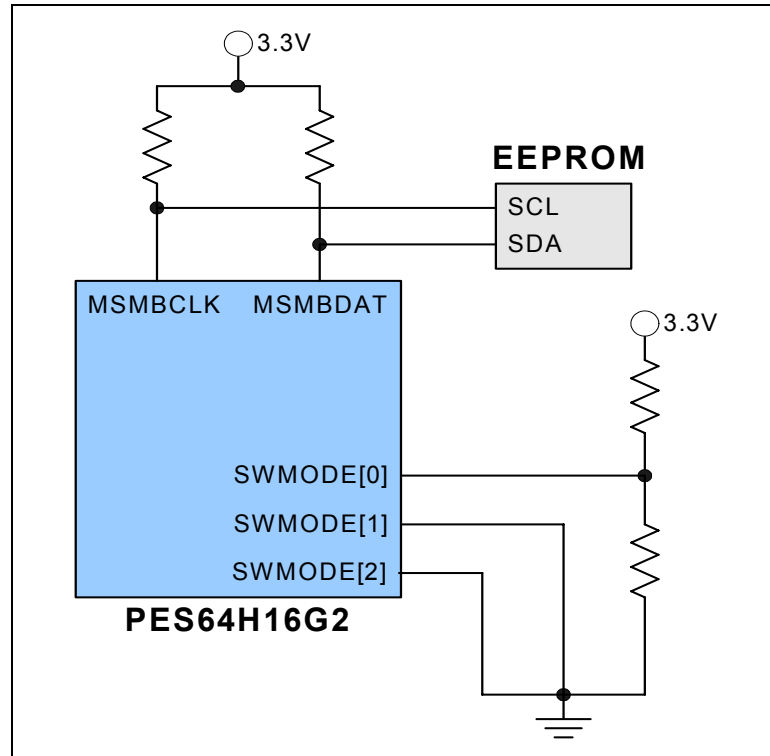 3.3V
EEPROM
SCL
SDA
MSMBCLK MSMBDAT
3.3V
SWMODE[0]
SWMODE[1]
SWMODE[2]
PES64H16G2